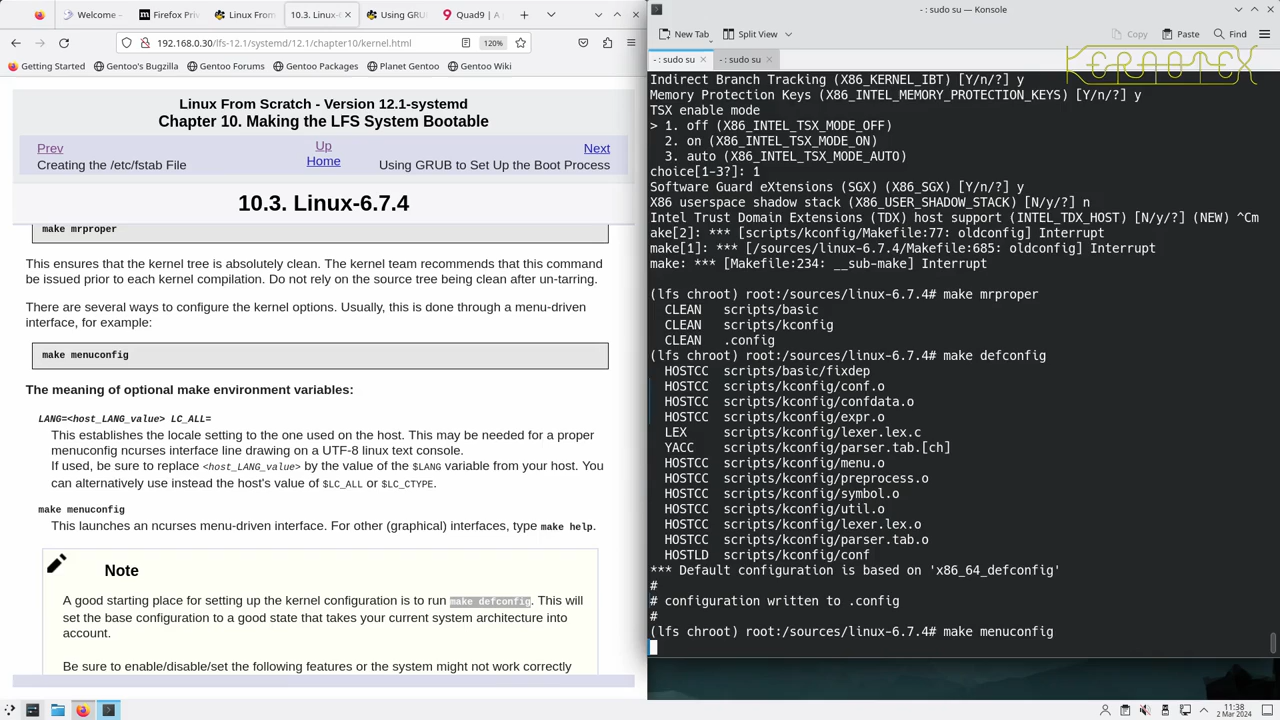 Welcome —
Firefox Priv
Linux From
10.3. Linux-
Using GRU
Quad9 | A
192.168.0.30/lfs-12.1/systemd/12.1/chapter10/kernel.html
120%
Getting Started
Gentoo's Bugzilla
Gentoo Forums
Gentoo Packages
Planet Gentoo
Gentoo Wiki
Linux From Scratch - Version 12.1-systemd
Chapter 10. Making the LFS System Bootable
Prev
Up
Next
Creating the /etc/fstab File
Home
Using GRUB to Set Up the Boot Process
10.3. Linux-6.7.4
make mrproper
This ensures that the kernel tree is absolutely clean. The kernel team recommends that this command
be issued prior to each kernel compilation. Do not rely on the source tree being clean after un-tarring.
There are several ways to configure the kernel options. Usually, this is done through a menu-driven
interface, for example:
make menuconfig
The meaning of optional make environment variables:
LANG=<host_LANG_value> LC_ALL=
This establishes the locale setting to the one used on the host. This may be needed for a proper
menuconfig ncurses interface line drawing on a UTF-8 linux text console.
If used, be sure to replace <host_LANG_value> by the value of the $LANG variable from your host. You
can alternatively use instead the host's value of $LC_ALL or $LC_CTYPE.
make menuconfig
This launches an ncurses menu-driven interface. For other (graphical) interfaces, type make help.
Note
A good starting place for setting up the kernel configuration is to run make defconfig. This will
set the base configuration to a good state that takes your current system architecture into
account.
Be sure to enable/disable/set the following features or the system might not work correctly
- : sudo su — Konsole
New Tab
Split View
Copy
Paste
Find
- : sudo su
- : sudo su
KERNOTEX
Indirect Branch Tracking (X86_KERNEL_IBT) [Y/n/?] y
Memory Protection Keys (X86_INTEL_MEMORY_PROTECTION_KEYS) [Y/n/?] y
TSX enable mode
> 1. off (X86_INTEL_TSX_MODE_OFF)
2. on (X86_INTEL_TSX_MODE_ON)
3. auto (X86_INTEL_TSX_MODE_AUTO)
choice[1-3?]: 1
Software Guard eXtensions (SGX) (X86_SGX) [Y/n/?] y
X86 userspace shadow stack (X86_USER_SHADOW_STACK) [N/y/?] n
Intel Trust Domain Extensions (TDX) host support (INTEL_TDX_HOST) [N/y/?] (NEW) ^Cm
ake[2]: *** [scripts/kconfig/Makefile:77: oldconfig] Interrupt
make[1]: *** [/sources/linux-6.7.4/Makefile:685: oldconfig] Interrupt
make: *** [Makefile:234: __sub-make] Interrupt
(lfs chroot) root:/sources/linux-6.7.4# make mrproper
CLEAN scripts/basic
CLEAN scripts/kconfig
CLEAN .config
(lfs chroot) root:/sources/linux-6.7.4# make defconfig
HOSTCC scripts/basic/fixdep
HOSTCC scripts/kconfig/conf.o
HOSTCC scripts/kconfig/confdata.o
HOSTCC scripts/kconfig/expr.o
LEX scripts/kconfig/lexer.lex.c
YACC scripts/kconfig/parser.tab.[ch]
HOSTCC scripts/kconfig/menu.o
HOSTCC scripts/kconfig/preprocess.o
HOSTCC scripts/kconfig/symbol.o
HOSTCC scripts/kconfig/util.o
HOSTCC scripts/kconfig/lexer.lex.o
HOSTCC scripts/kconfig/parser.tab.o
HOSTLD scripts/kconfig/conf
*** Default configuration is based on 'x86_64_defconfig'
#
# configuration written to .config
#
(lfs chroot) root:/sources/linux-6.7.4# make menuconfig
11:38
2 Mar 2024